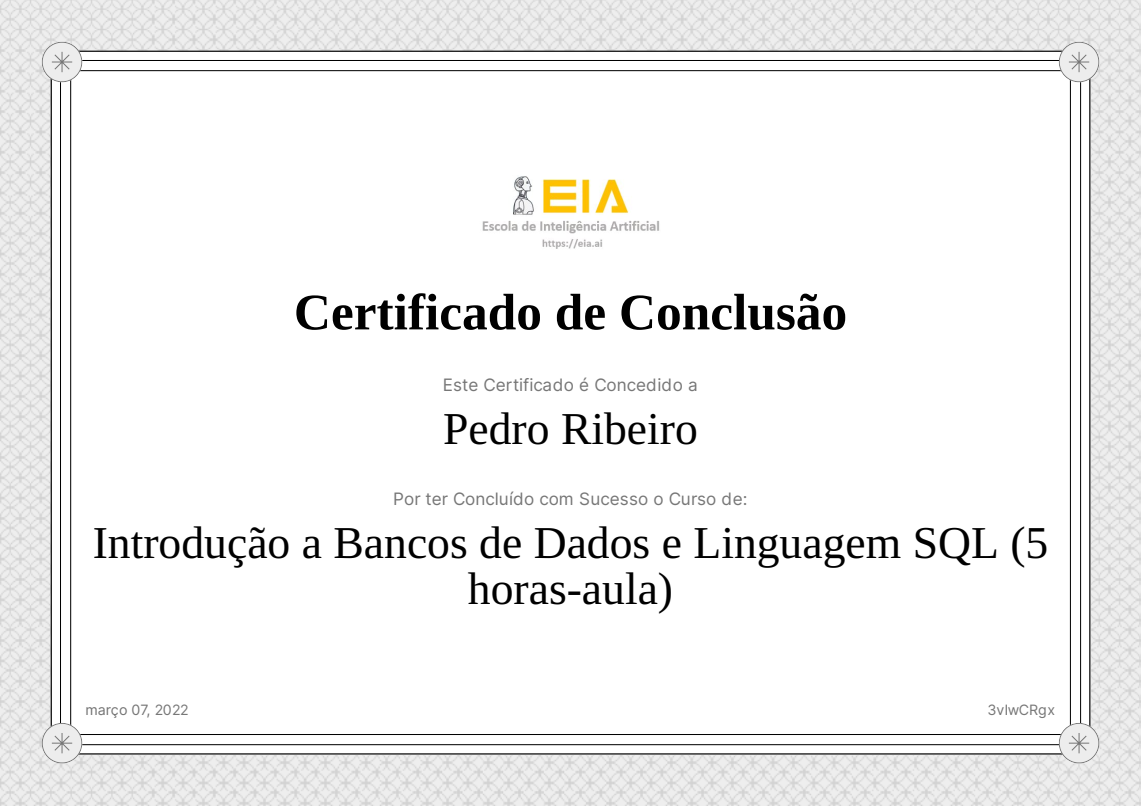 EIA
Escola de Inteligência Artificial
https://eia.ai
Certificado de Conclusão
Este Certificado é Concedido a
Pedro Ribeiro
Por ter Concluído com Sucesso o Curso de:
Introdução a Bancos de Dados e Linguagem SQL (5
horas-aula)
março 07, 2022
3vlwCRgx